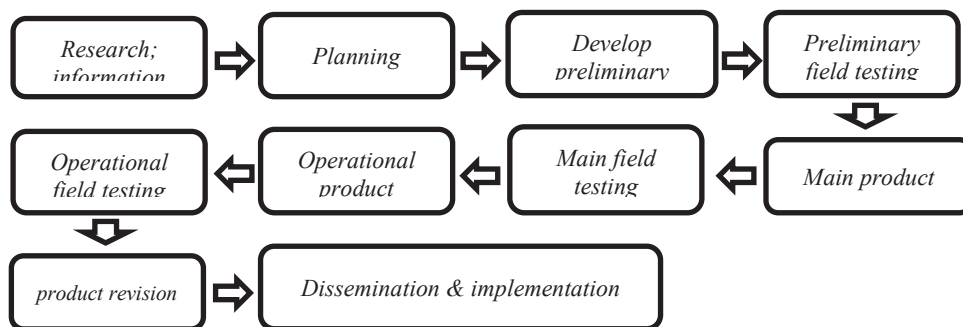 Research;
information
Planning
Develop
preliminary
Preliminary
field testing
Main product
Main field
testing
Operational
product
Operational
field testing
product revision
Dissemination & implementation